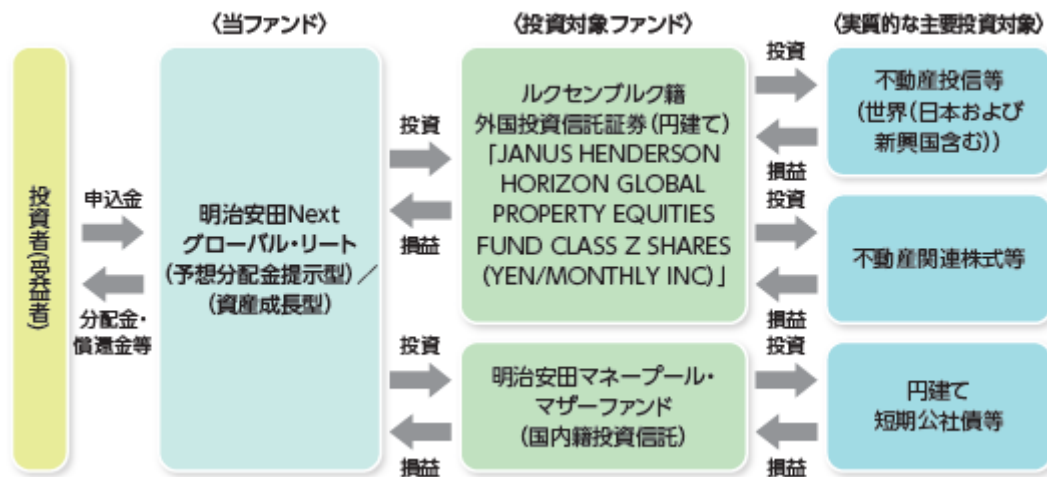 〈当ファンド〉
〈投資対象ファンド〉
〈実質的な主要投資対象〉
投資者(受益者)
申込金
分配金・
償還金等
明治安田Next
グローバル・リート
(予想分配金提示型)/
(資産成長型)
投資
損益
投資
損益
ルクセンブルク籍
外国投資信託証券(円建て)
「JANUS HENDERSON
HORIZON GLOBAL
PROPERTY EQUITIES
FUND CLASS Z SHARES
(YEN/MONTHLY INC)」
明治安田マネープール・
マザーファンド
(国内籍投資信託)
投資
損益
投資
損益
投資
損益
不動産投信等
(世界(日本および
新興国含む))
不動産関連株式等
円建て
短期公社債等